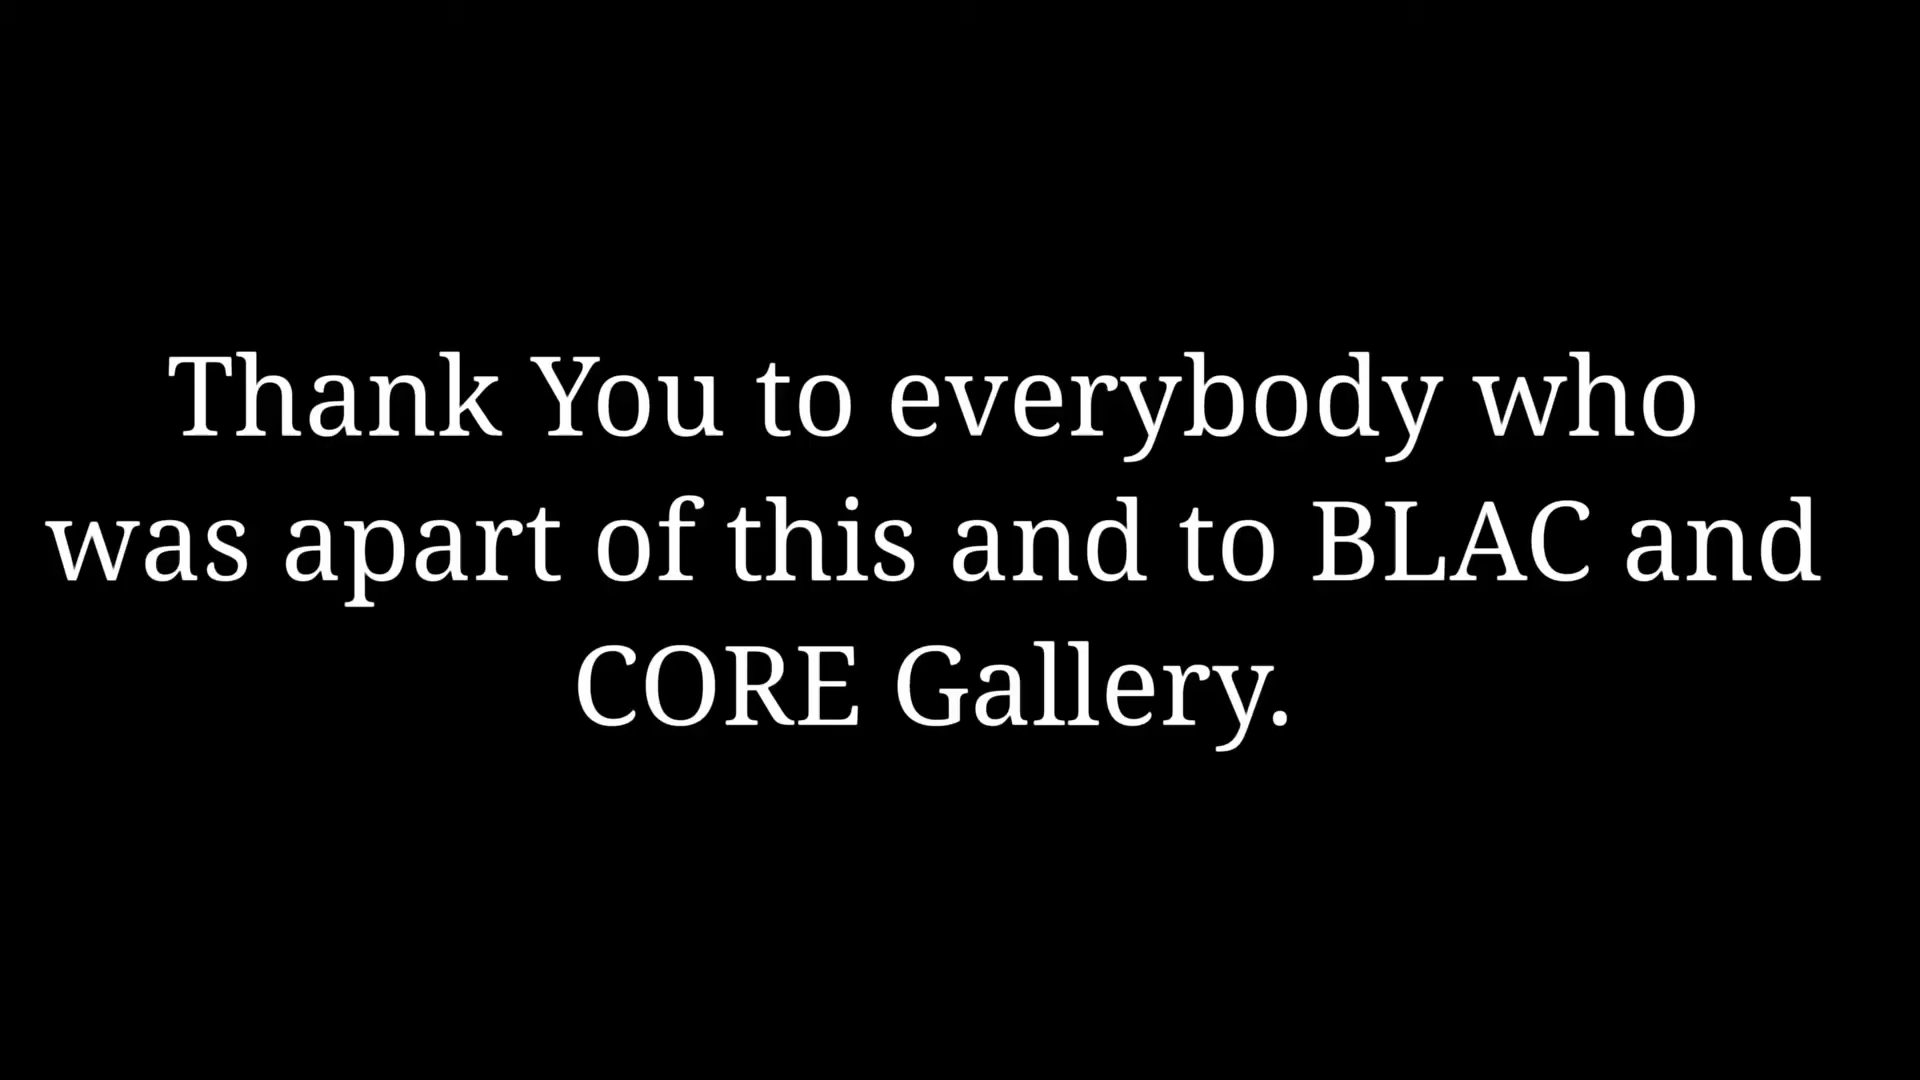 Thank You to everybody who
was apart of this and to BLAC and
CORE Gallery.